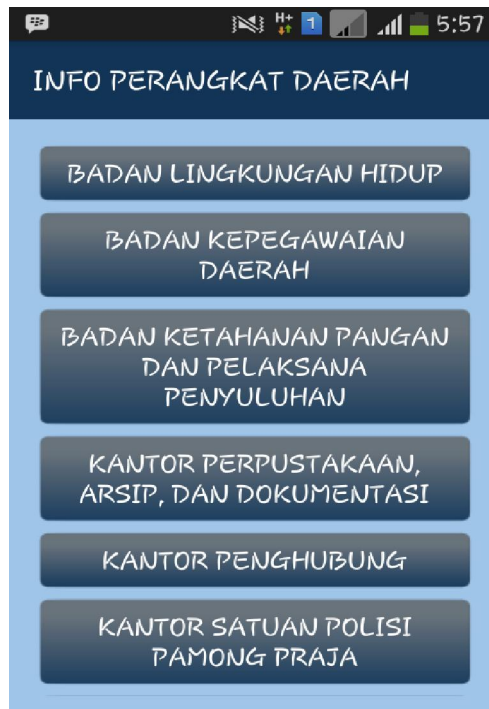 H+
1
5:57
INFO PERANGKAT DAERAH
BADAN LINGKUNGAN HIDUP
BADAN KEPEGAWAIAN
DAERAH
BADAN KETAHANAN PANGAN
DAN PELAKSANA
PENYULUHAN
KANTOR PERPUSTAKAAN,
ARSIP, DAN DOKUMENTASI
KANTOR PENGHUBUNG
KANTOR SATUAN POLISI
PAMONG PRAJA